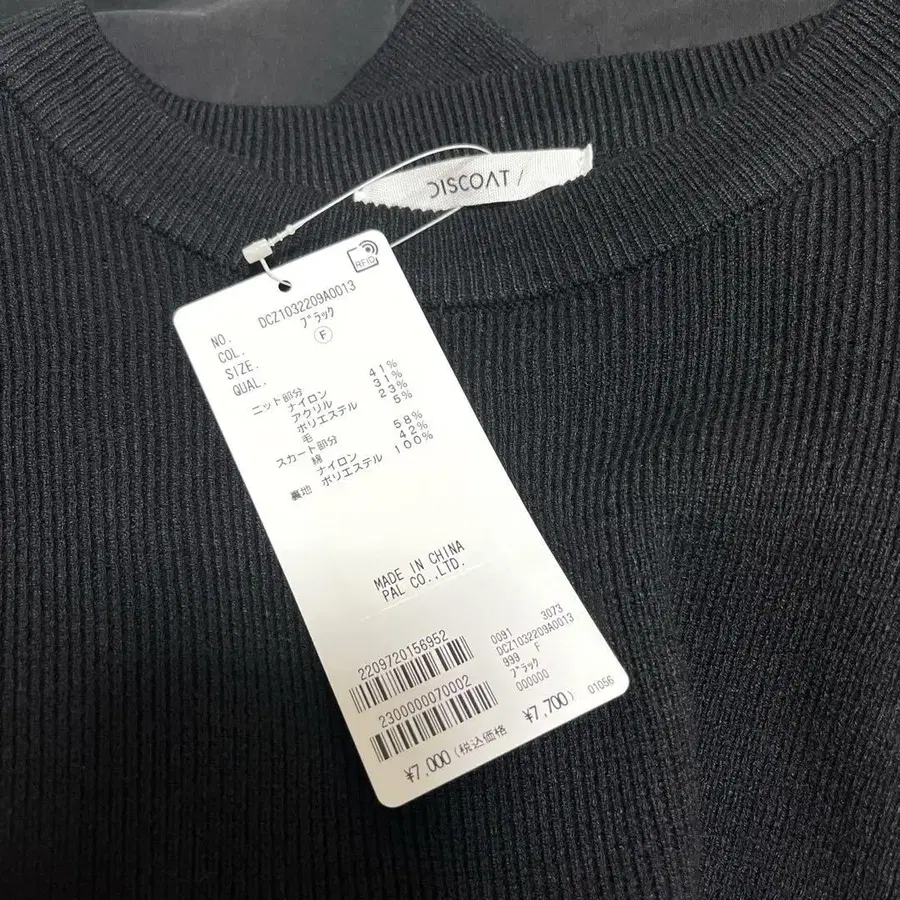 DISCOAT /
RFID
NO. DCZ1032209A0013
COL. ブラック
SIZE. F
QUAL.
ニット部分
ナイロン 41%
アクリル 31%
ポリエステル 23%
毛 5%
スカート部分
綿 58%
ナイロン 42%
裏地 ポリエステル 100%
MADE IN CHINA
PAL CO.,LTD.
2209720156952
2300000070002
0091 3073
DCZ1032209A0013
999 F
ブラック
000000
01056
¥7,000 (税込価格 ¥7,700)